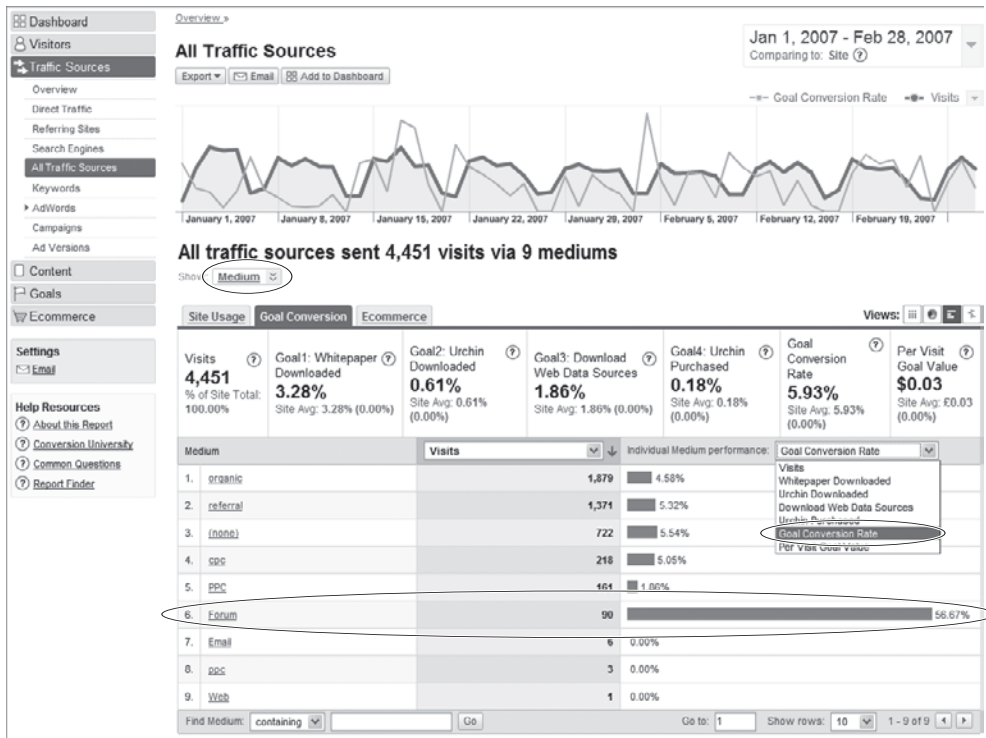 Dashboard
Visitors
Traffic Sources
Overview
Direct Traffic
Referring Sites
Search Engines
All Traffic Sources
Keywords
AdWords
Campaigns
Ad Versions
Content
Goals
Ecommerce
Settings
Email
Help Resources
? About this Report
? Conversion University
? Common Questions
? Report Finder
Overview »
All Traffic Sources
Jan 1, 2007 - Feb 28, 2007
Comparing to: Site ?
Export Email Add to Dashboard
Goal Conversion Rate Visits
January 1, 2007 January 8, 2007 January 15, 2007 January 22, 2007 January 29, 2007 February 5, 2007 February 12, 2007 February 19, 2007
All traffic sources sent 4,451 visits via 9 mediums
Show: Medium
Site Usage Goal Conversion Ecommerce Views:
Visits ?
4,451
% of Site Total:
100.00%
Goal1: Whitepaper ?
Downloaded
3.28%
Site Avg: 3.28% (0.00%)
Goal2: Urchin ?
Downloaded
0.61%
Site Avg: 0.61%
(0.00%)
Goal3: Download ?
Web Data Sources
1.86%
Site Avg: 1.86% (0.00%)
Goal4: Urchin ?
Purchased
0.18%
Site Avg: 0.18%
(0.00%)
Goal ?
Conversion
Rate
5.93%
Site Avg: 5.93%
(0.00%)
Per Visit ?
Goal Value
$0.03
Site Avg: £0.03
(0.00%)
Medium Visits Individual Medium performance: Goal Conversion Rate
Visits
Whitepaper Downloaded
Urchin Downloaded
Download Web Data Sources
Urchin Purchased
Goal Conversion Rate
Per Visit Goal Value
1. organic 1,879 4.58%
2. referral 1,371 5.32%
3. (none) 722 5.54%
4. cpc 218 5.05%
5. PPC 161 1.86%
6. Forum 90 56.67%
7. Email 6 0.00%
8. ppc 3 0.00%
9. Web 1 0.00%
Find Medium: containing Go Go to: 1 Show rows: 10 1 - 9 of 9